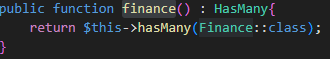 public function finance() : HasMany{
    return $this->hasMany(Finance::class);
}